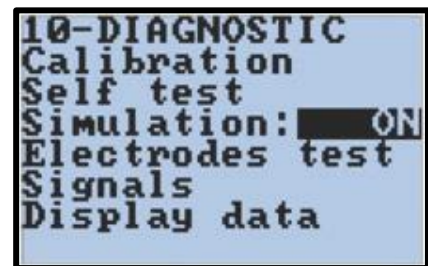 10-DIAGNOSTIC
Calibration
Self test
Simulation: ON
Electrodes test
Signals
Display data